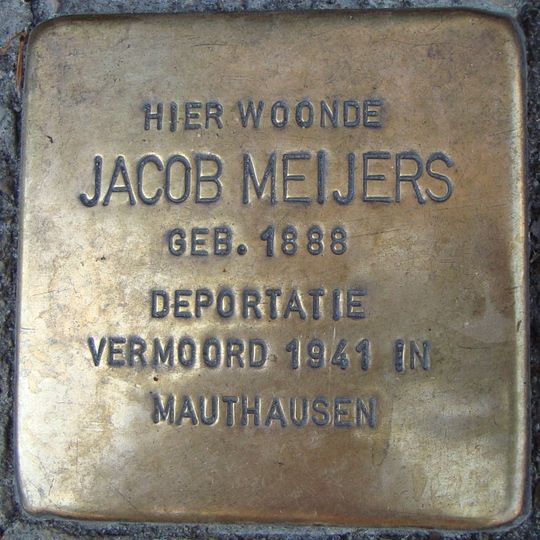 HIER WOONDE
JACOB MEIJERS
GEB. 1888
DEPORTATIE
VERMOORD 1941 IN
MAUTHAUSEN